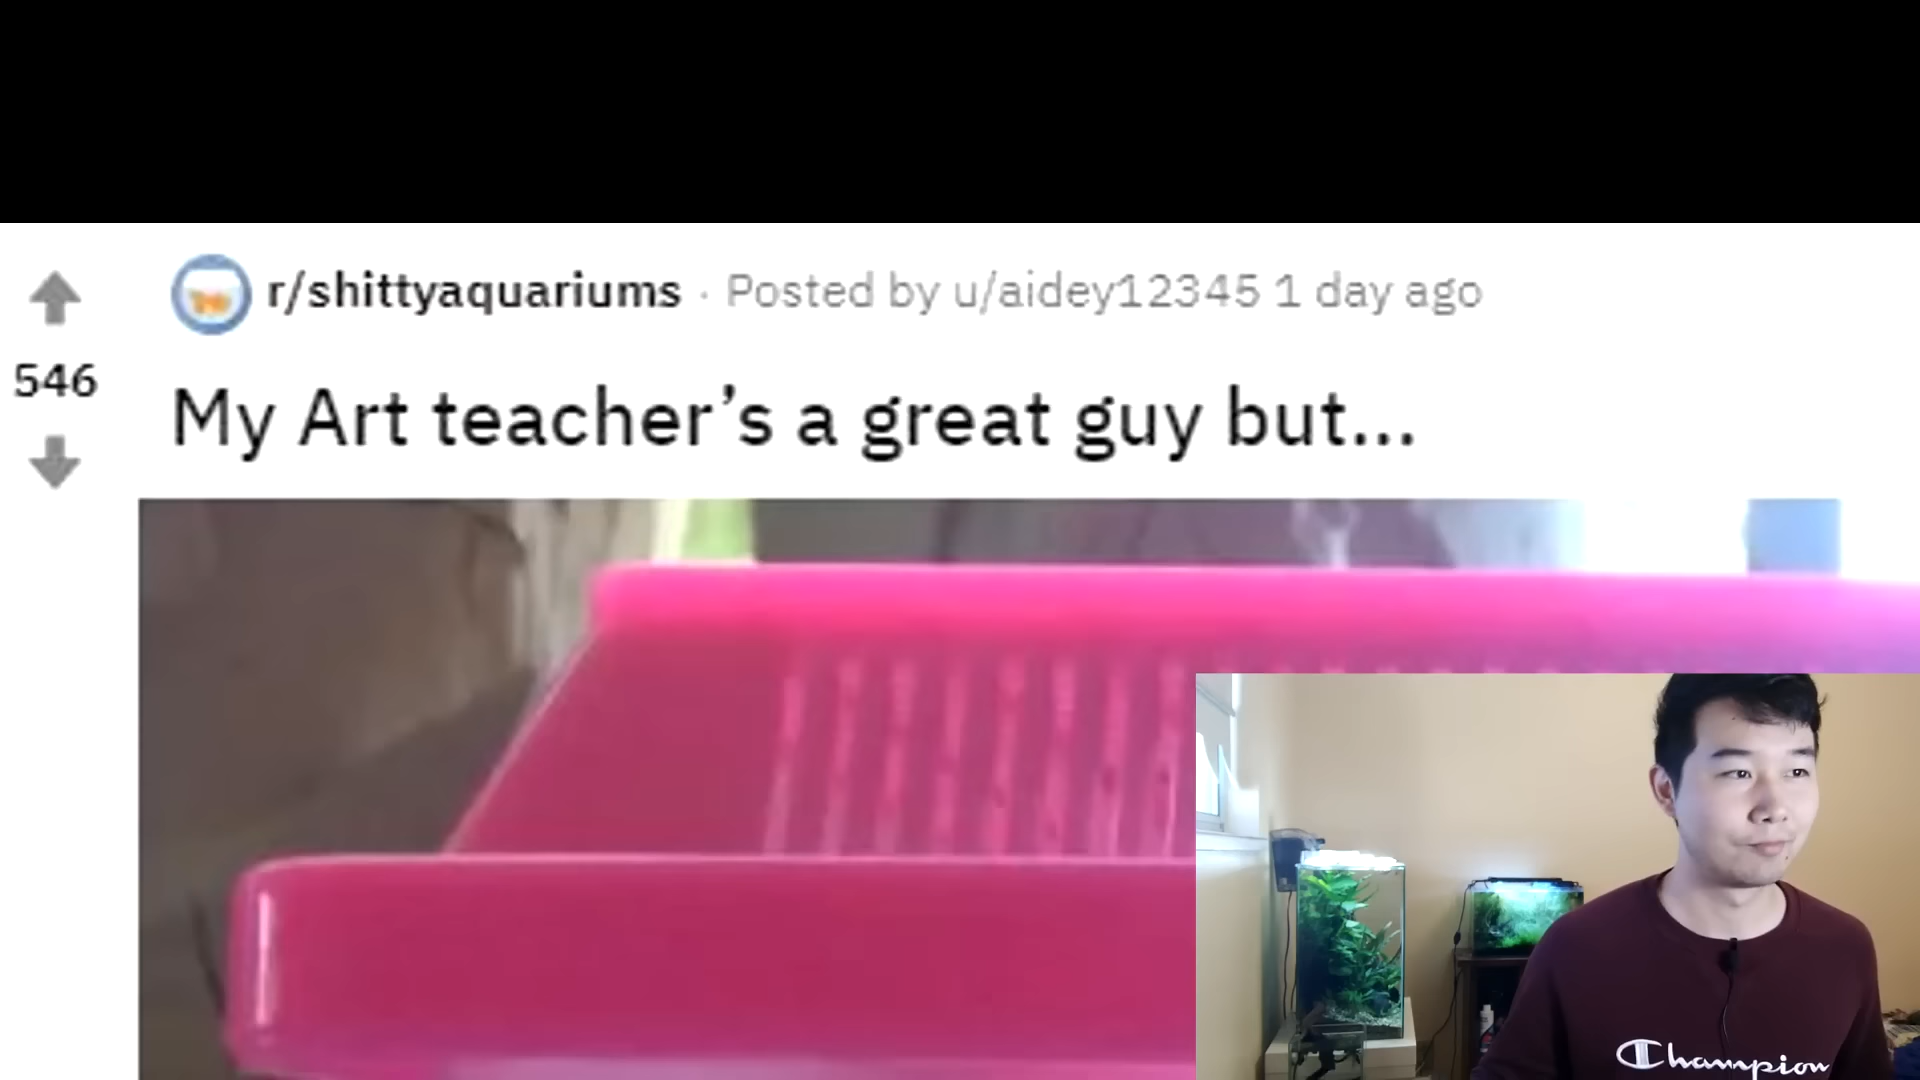 r/shittyaquariums · Posted by u/aidey12345 1 day ago
546
My Art teacher's a great guy but...
Champion